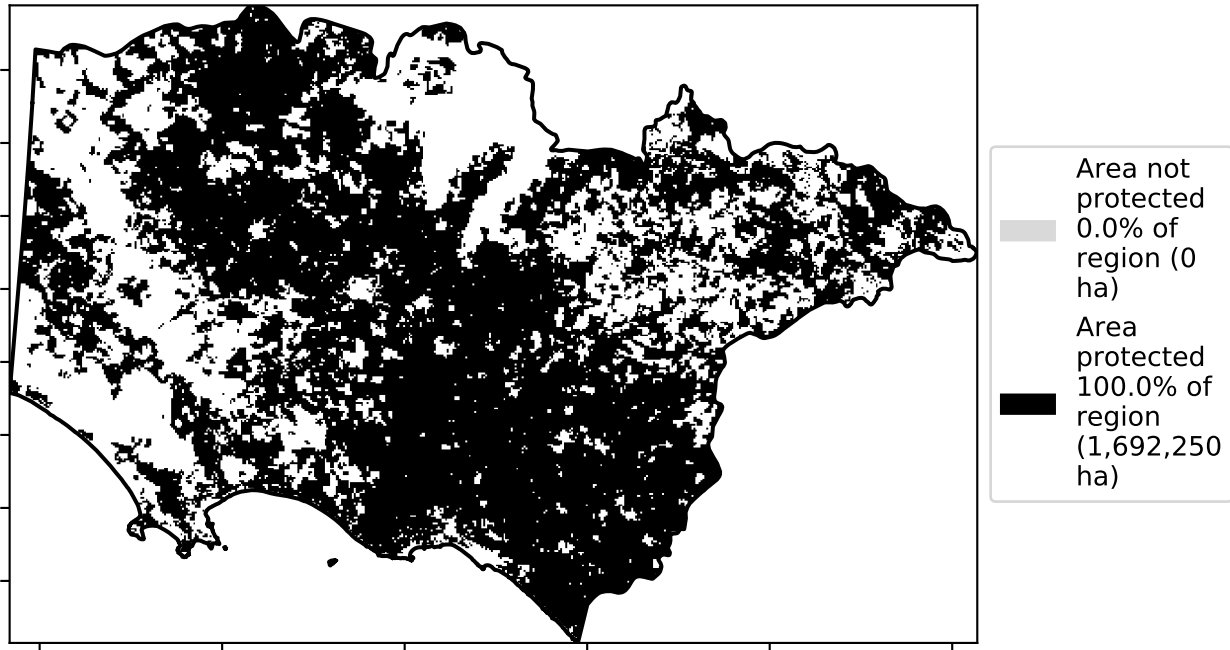 Area not
protected
0.0% of
region (0
ha)
Area
protected
100.0% of
region
(1,692,250
ha)